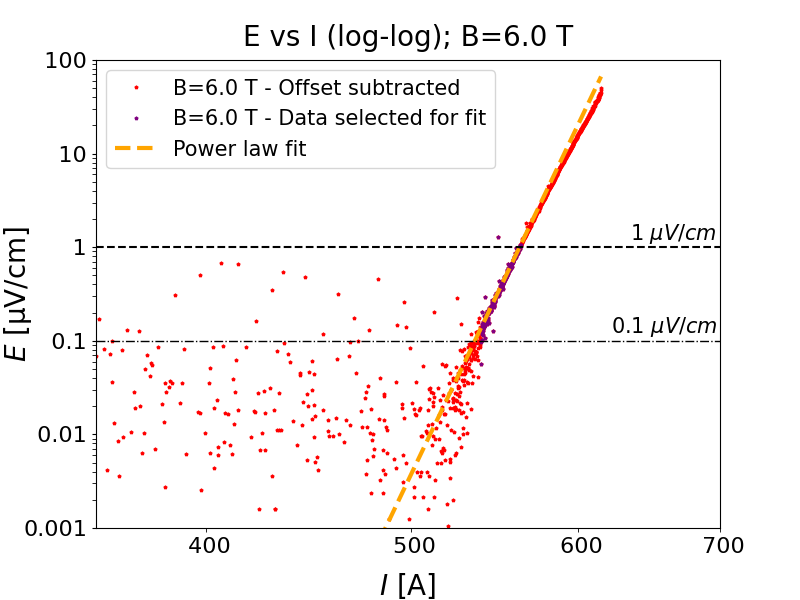 E vs I (log-log); B=6.0 T
B=6.0 T - Offset subtracted
B=6.0 T - Data selected for fit
Power law fit
100
10
1
0.1
0.01
0.001
E [µV/cm]
1 µV/cm
0.1 µV/cm
400
500
600
700
I [A]